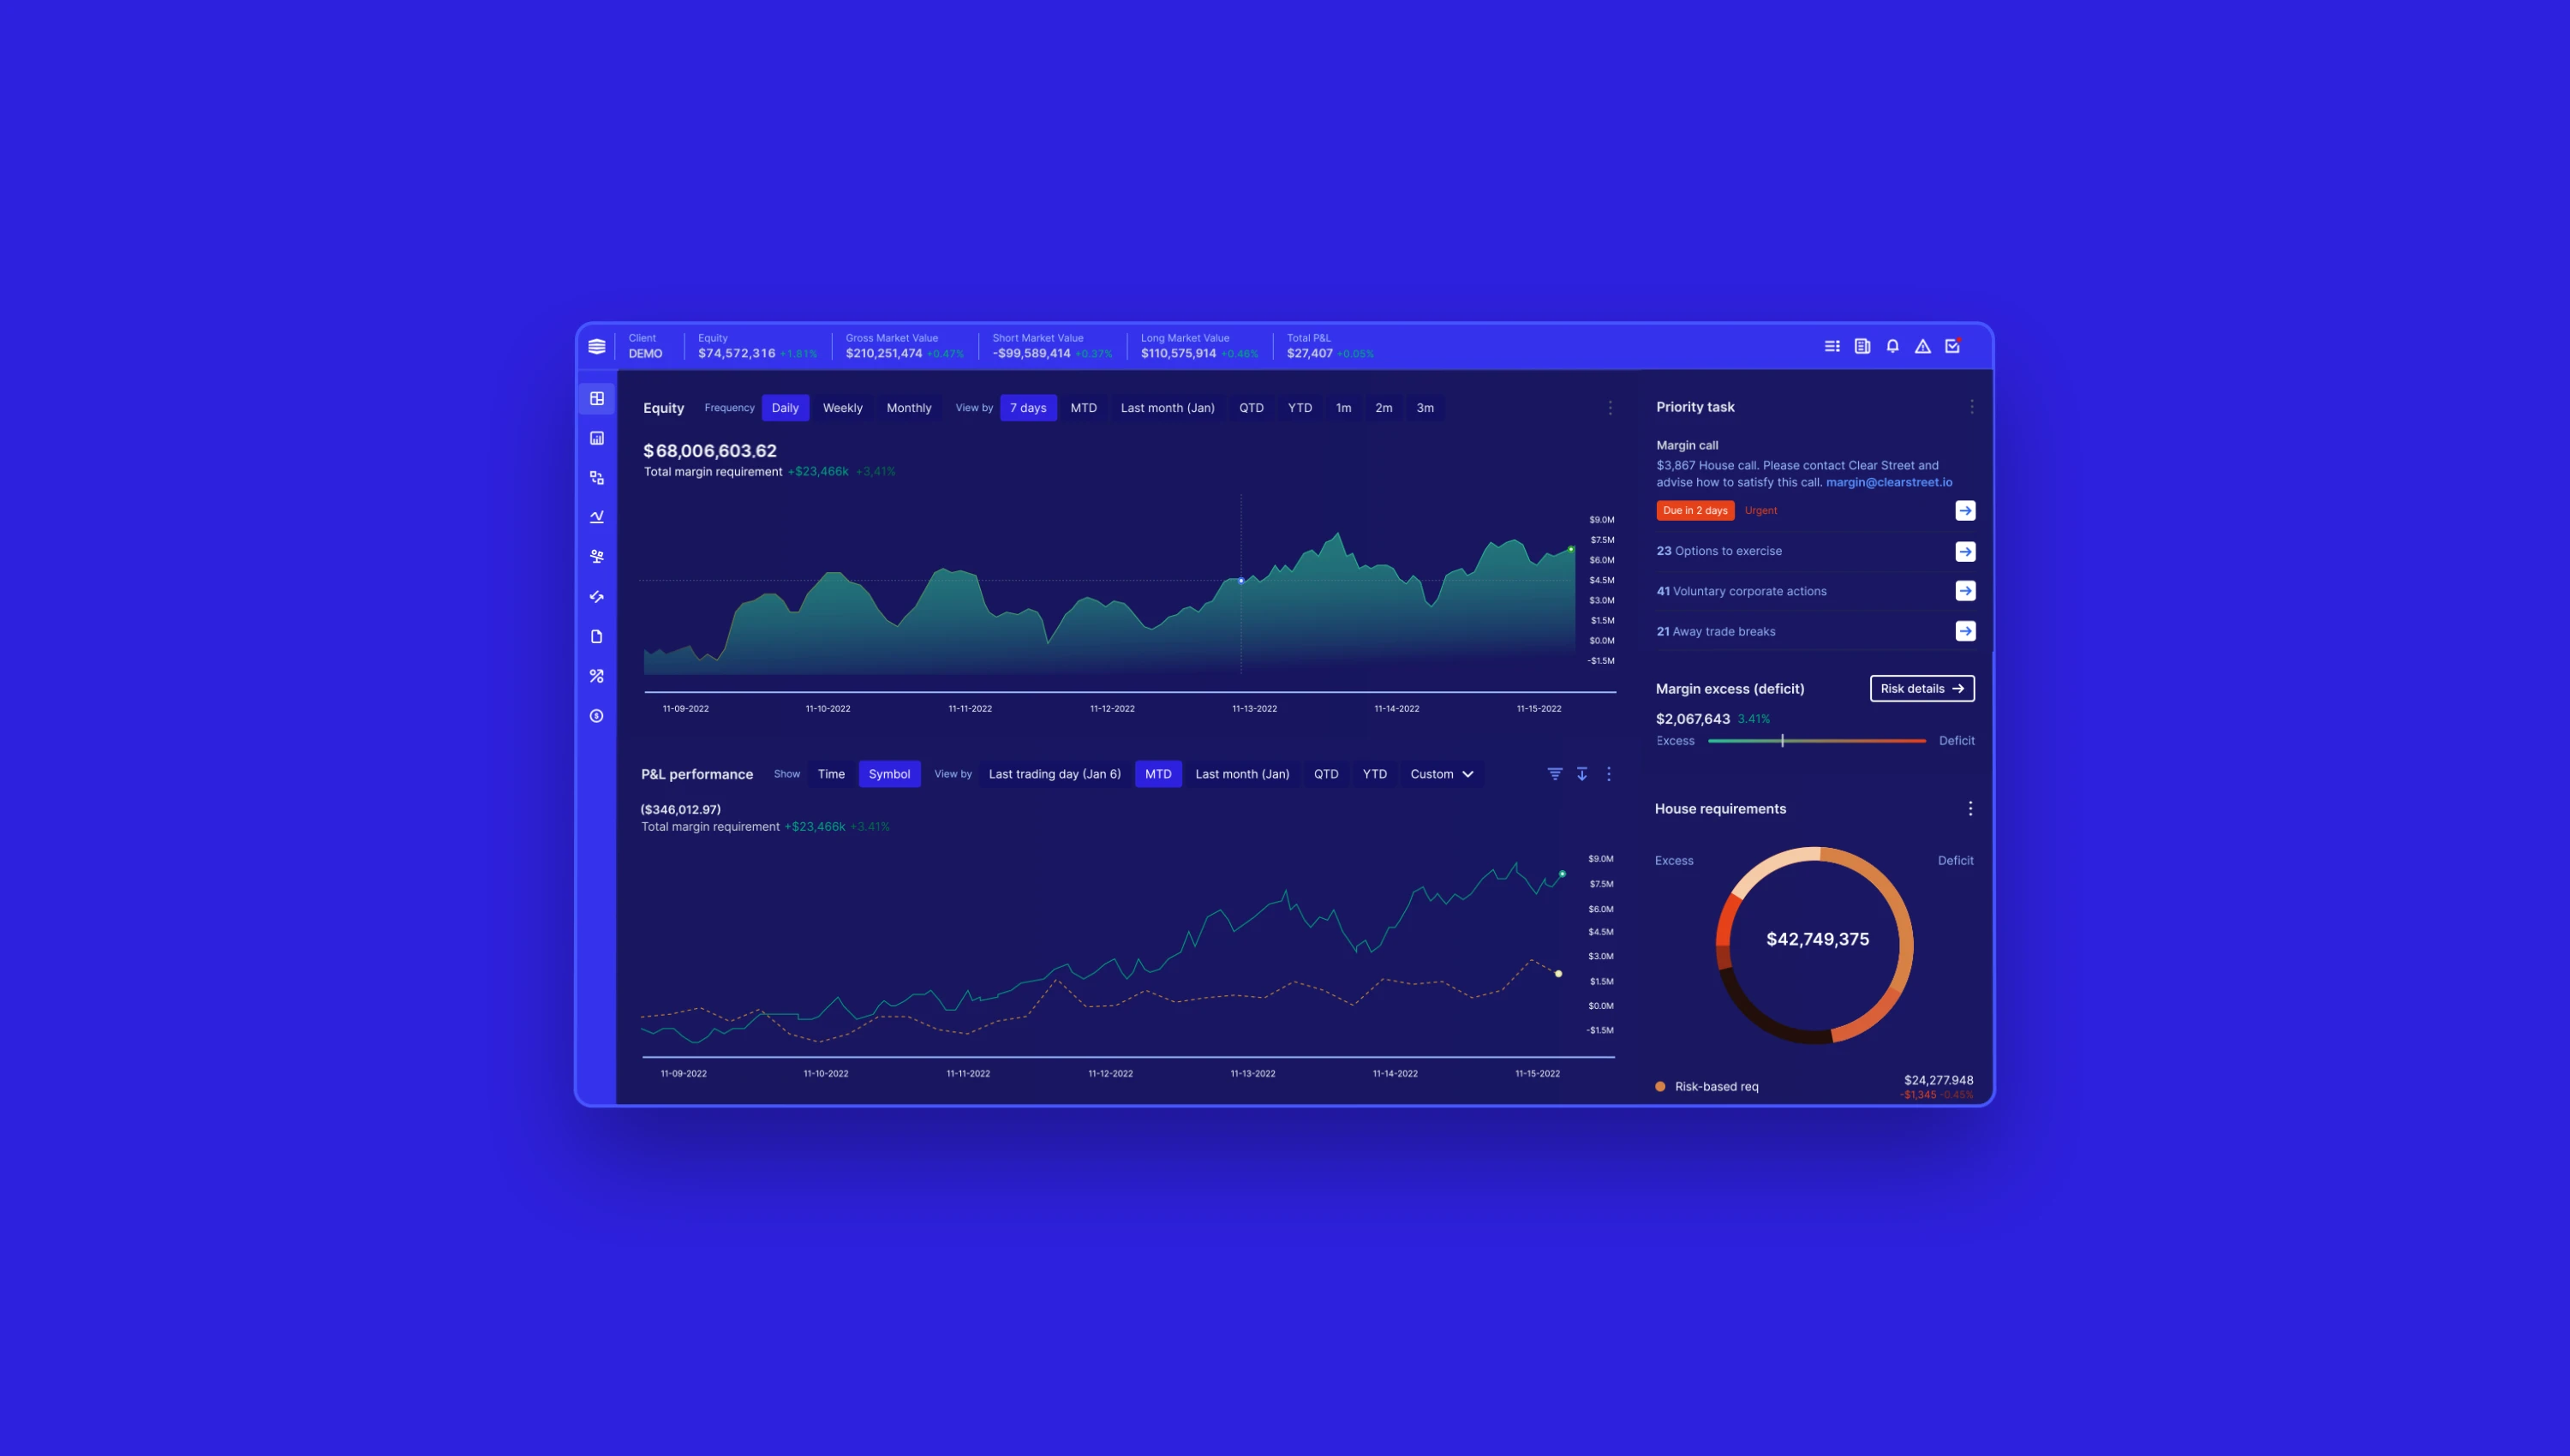 Client
DEMO
Equity
$74,572,316 +1.81%
Gross Market Value
$210,251,474 +0.47%
Short Market Value
-$99,589,414 +0.37%
Long Market Value
$110,575,914 +0.46%
Total P&L
$27,407 +0.05%
Equity Frequency Daily Weekly Monthly View by 7 days MTD Last month (Jan) QTD YTD 1m 2m 3m
$68,006,603.62
Total margin requirement +$23,466k +3,41%
$9.0M
$7.5M
$6.0M
$4.5M
$3.0M
$1.5M
$0.0M
-$1.5M
11-09-2022 11-10-2022 11-11-2022 11-12-2022 11-13-2022 11-14-2022 11-15-2022
P&L performance Show Time Symbol View by Last trading day (Jan 6) MTD Last month (Jan) QTD YTD Custom
($346,012.97)
Total margin requirement +$23,466k +3.41%
$9.0M
$7.5M
$6.0M
$4.5M
$3.0M
$1.5M
$0.0M
-$1.5M
11-09-2022 11-10-2022 11-11-2022 11-12-2022 11-13-2022 11-14-2022 11-15-2022
Priority task
Margin call
$3,867 House call. Please contact Clear Street and
advise how to satisfy this call. margin@clearstreet.io
Due in 2 days Urgent
23 Options to exercise
41 Voluntary corporate actions
21 Away trade breaks
Margin excess (deficit) Risk details
$2,067,643 3.41%
Excess Deficit
House requirements
Excess Deficit
$42,749,375
Risk-based req $24,277.948
-$1,345 -0.45%